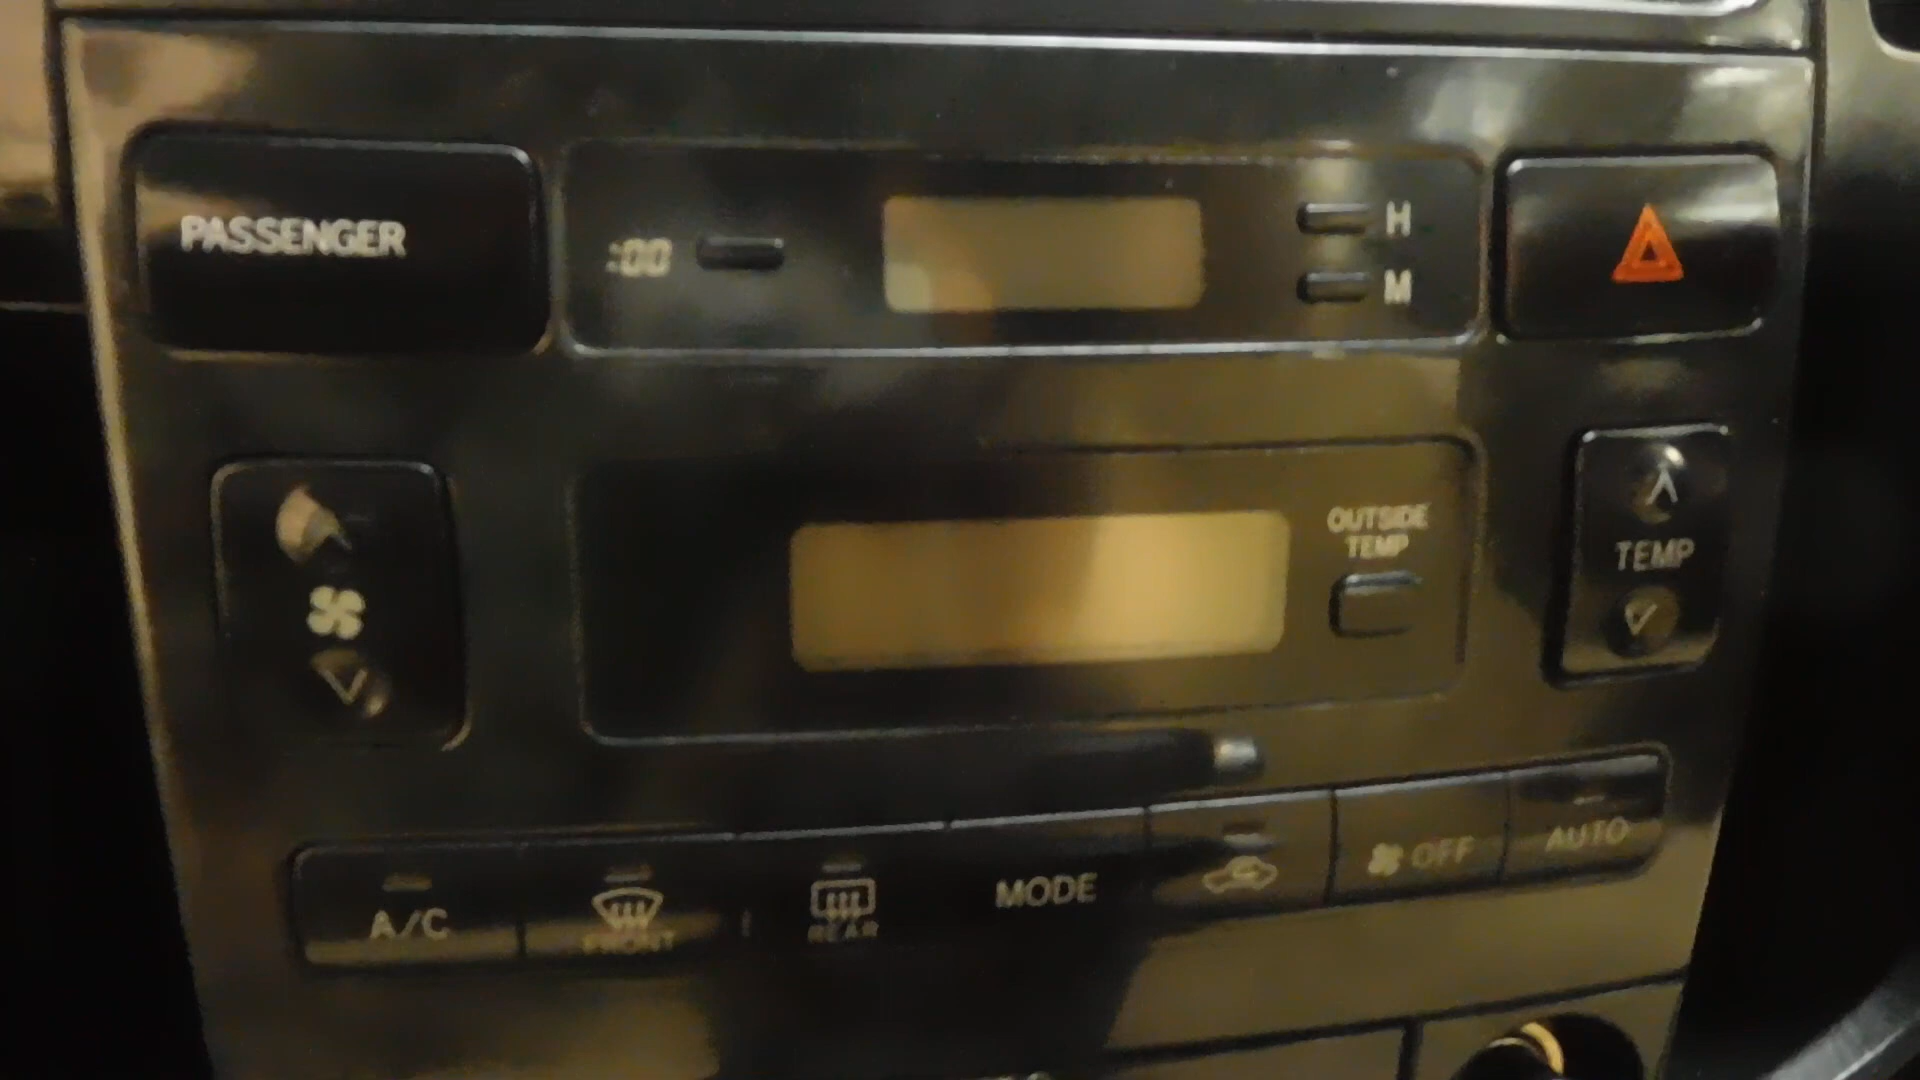 PASSENGER
:00
H
M
OUTSIDE
TEMP
TEMP
A/C
FRONT
REAR
MODE
OFF
AUTO